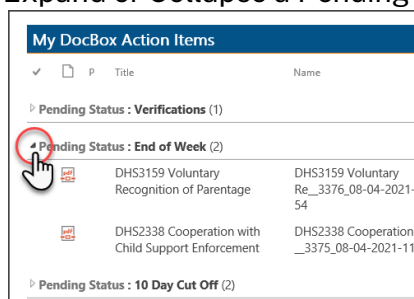 Expand or Collapse a Pending
My DocBox Action Items
P Title Name
Pending Status : Verifications (1)
Pending Status : End of Week (2)
DHS3159 Voluntary DHS3159 Voluntary
Recognition of Parentage Re__3376_08-04-2021-
54
DHS2338 Cooperation with DHS2338 Cooperation
Child Support Enforcement __3375_08-04-2021-11
Pending Status : 10 Day Cut Off (2)